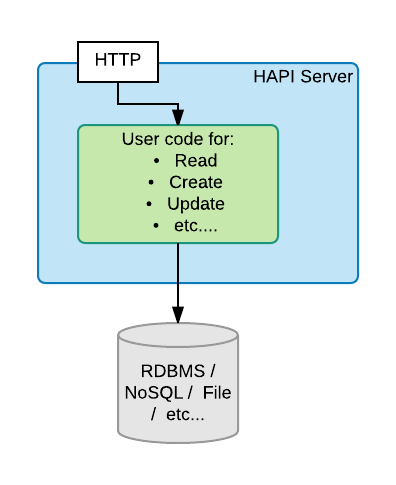 HTTP
HAPI Server
User code for:
• Read
• Create
• Update
• etc....
RDBMS /
NoSQL / File
/ etc...